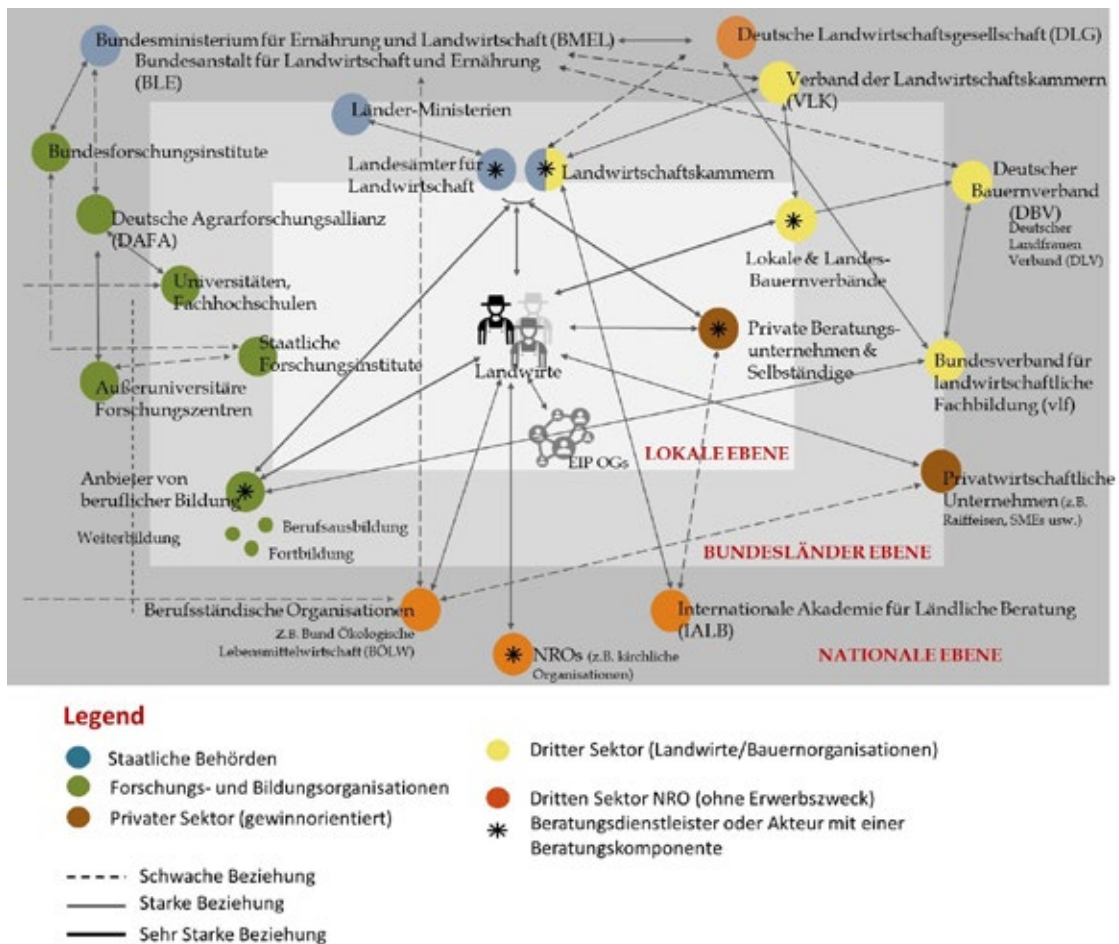 Bundesministerium für Ernährung und Landwirtschaft (BMEL)
Bundesanstalt für Landwirtschaft und Ernährung
(BLE)
Deutsche Landwirtschaftsgesellschaft (DLG)
Verband der Landwirtschaftskammern
(VLK)
Länder-Ministerien
Bundesforschungsinstitute
Landesämter für
Landwirtschaft
Landwirtschaftskammern
Deutscher
Bauernverband
(DBV)
Deutscher
Landfrauen
Verband (DLV)
Deutsche Agrarforschungsallianz
(DAFA)
Lokale & Landes-
Bauernverbände
Universitäten,
Fachhochschulen
Staatliche
Forschungsinstitute
Landwirte
Private Beratungs-
unternehmen &
Selbständige
Bundesverband für
landwirtschaftliche
Fachbildung (vlf)
Außeruniversitäre
Forschungszentren
EIP OGs
LOKALE EBENE
Anbieter von
beruflicher Bildung
Weiterbildung
Berufsausbildung
Fortbildung
Privatwirtschaftliche
Unternehmen (z.B.
Raiffeisen, SMEs usw.)
BUNDESLÄNDER EBENE
Berufsständische Organisationen
Z.B. Bund Ökologische
Lebensmittelwirtschaft (BÖLW)
Internationale Akademie für Ländliche Beratung
(IALB)
NROs (z.B. kirchliche
Organisationen)
NATIONALE EBENE
Legend
Staatliche Behörden
Forschungs- und Bildungsorganisationen
Privater Sektor (gewinnorientiert)
Dritter Sektor (Landwirte/Bauernorganisationen)
Dritten Sektor NRO (ohne Erwerbszweck)
Beratungsdienstleister oder Akteur mit einer
Beratungskomponente
Schwache Beziehung
Starke Beziehung
Sehr Starke Beziehung